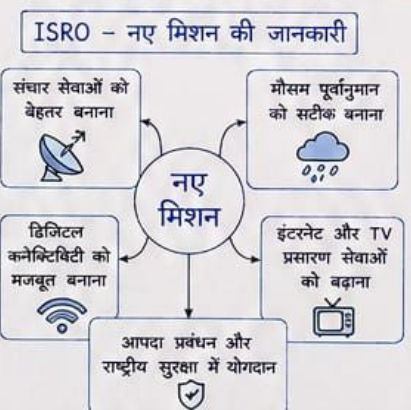 ISRO – नए मिशन की जानकारी
संचार सेवाओं को
बेहतर बनाना
मौसम पूर्वानुमान
को सटीक बनाना
नए
मिशन
डिजिटल
कनेक्टिविटी को
मजबूत बनाना
इंटरनेट और TV
प्रसारण सेवाओं
को बढ़ाना
आपदा प्रबंधन और
राष्ट्रीय सुरक्षा में योगदान